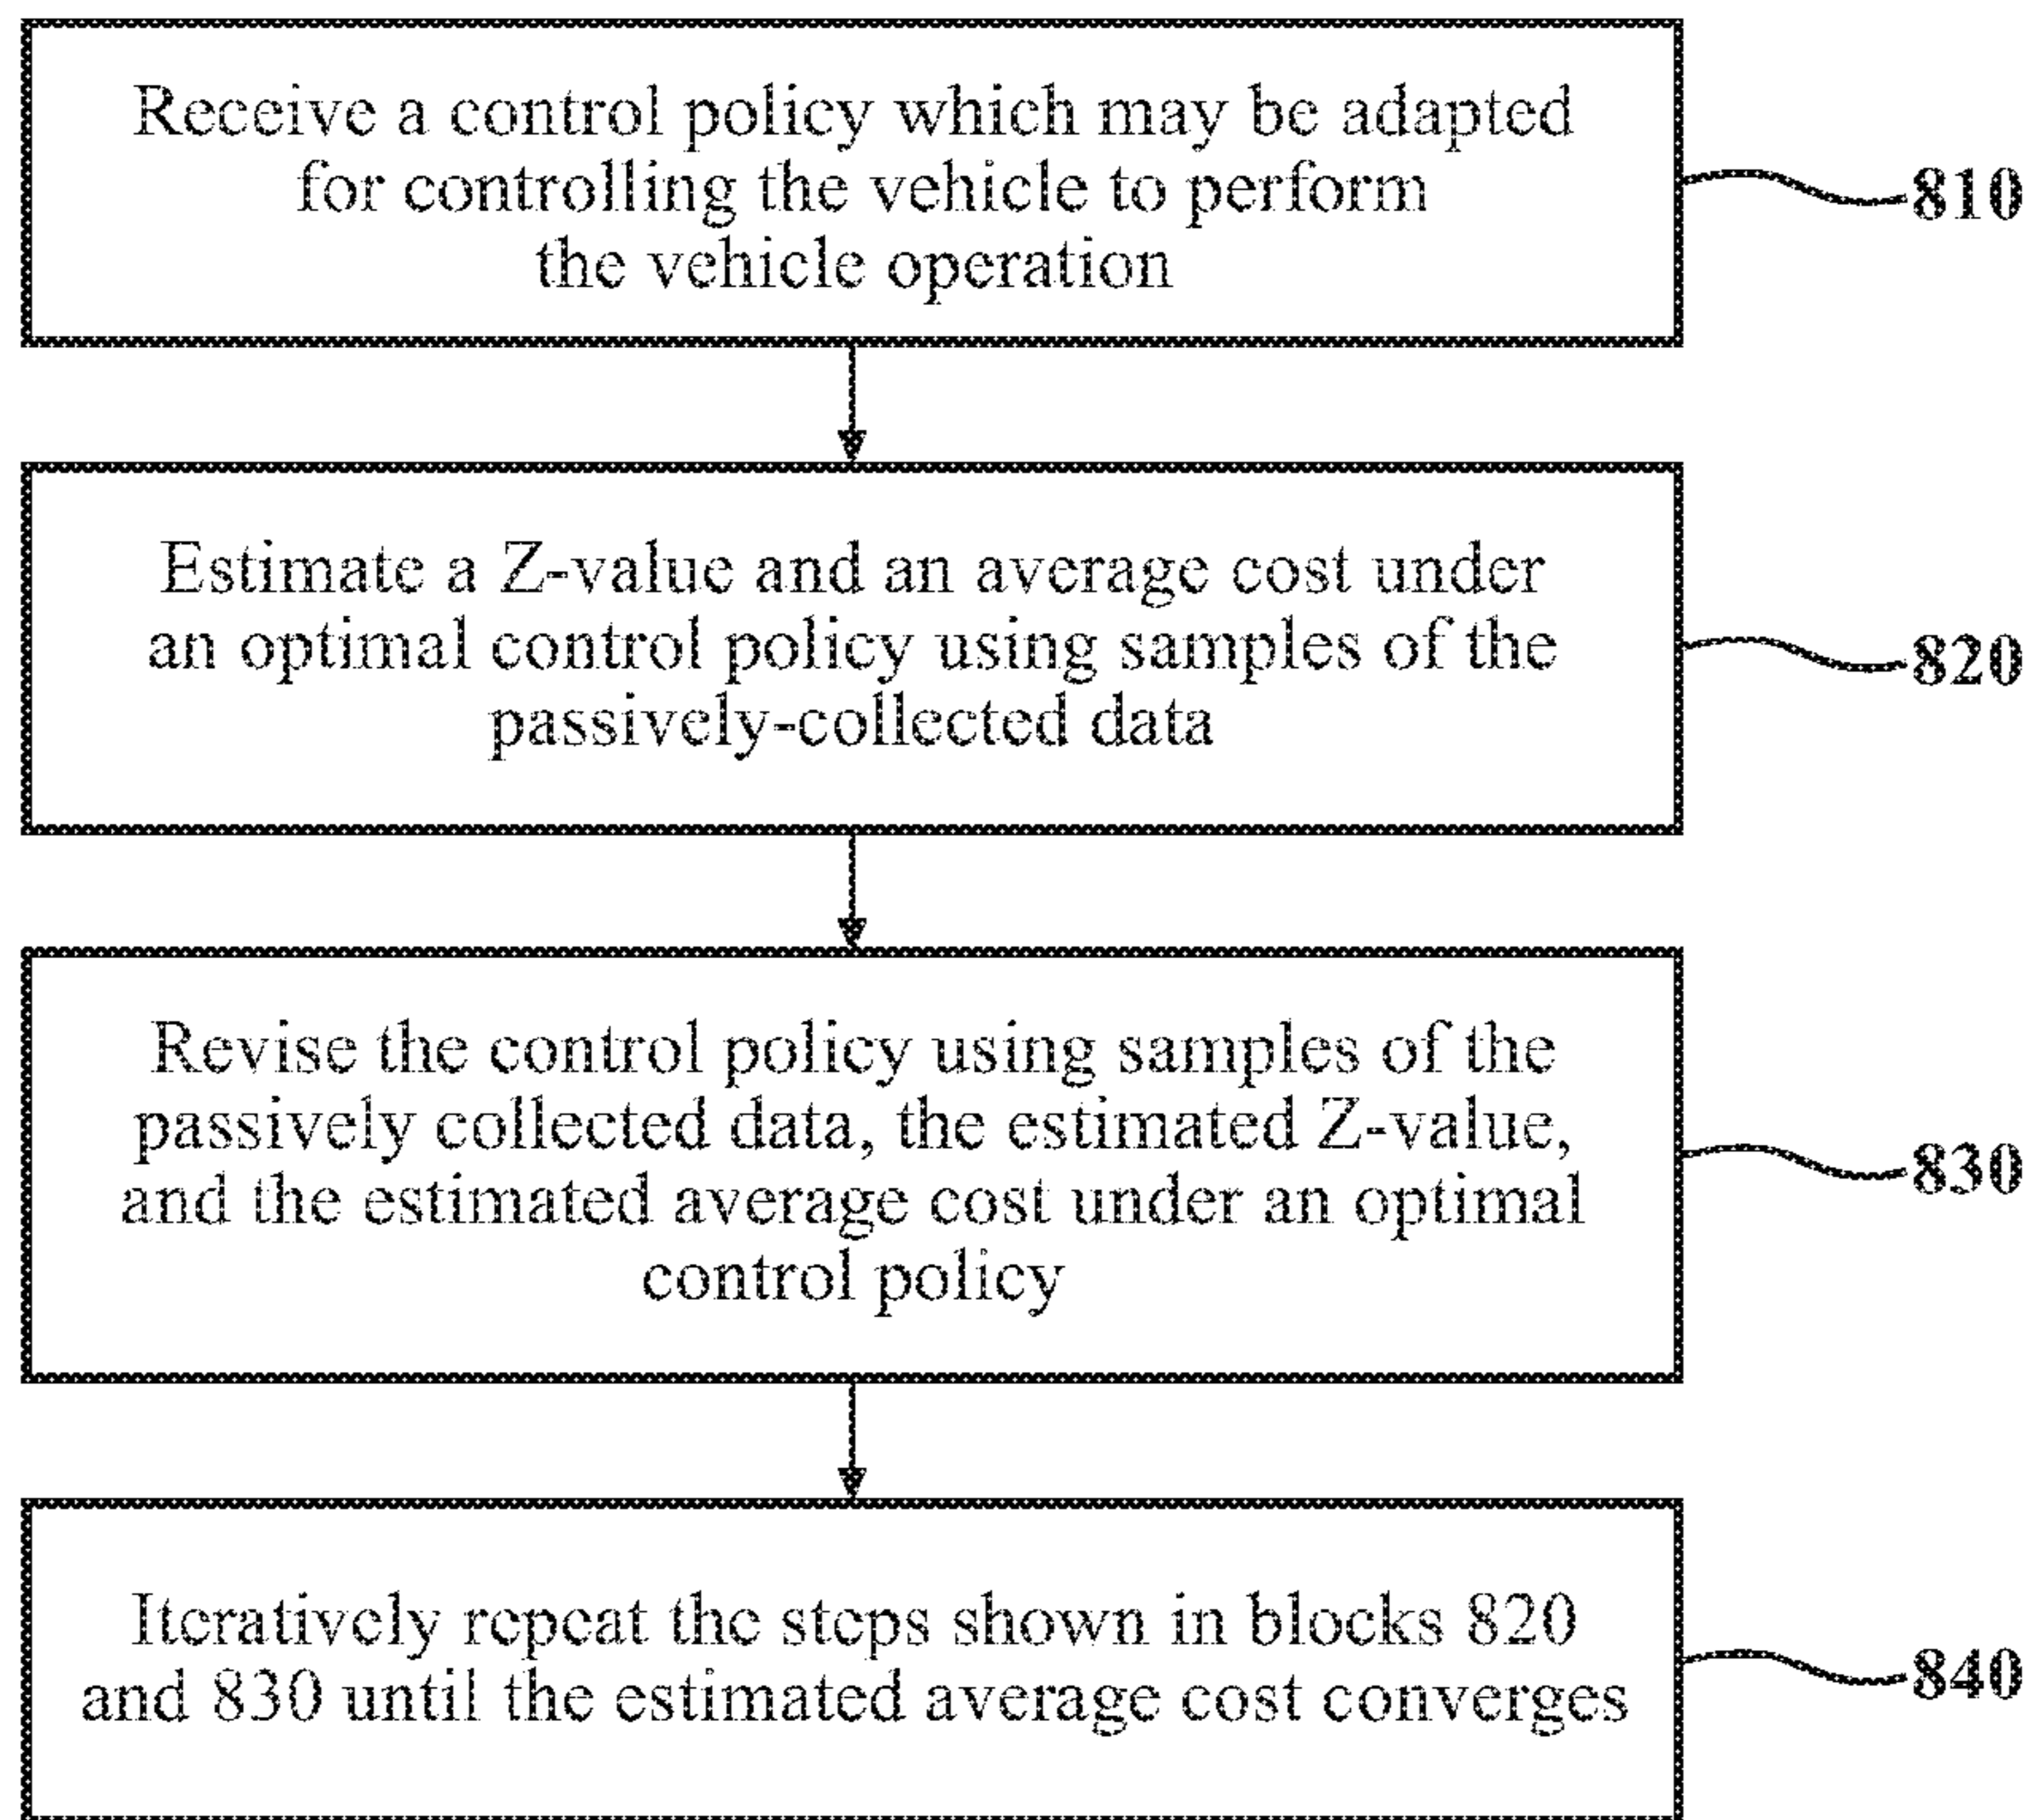 Receive a control policy which may be adapted
for controlling the vehicle to perform
the vehicle operation
810
Estimate a Z-value and an average cost under
an optimal control policy using samples of the
passively-collected data
820
Revise the control policy using samples of the
passively collected data, the estimated Z-value,
and the estimated average cost under an optimal
control policy
830
Iteratively repeat the steps shown in blocks 820
and 830 until the estimated average cost converges
840